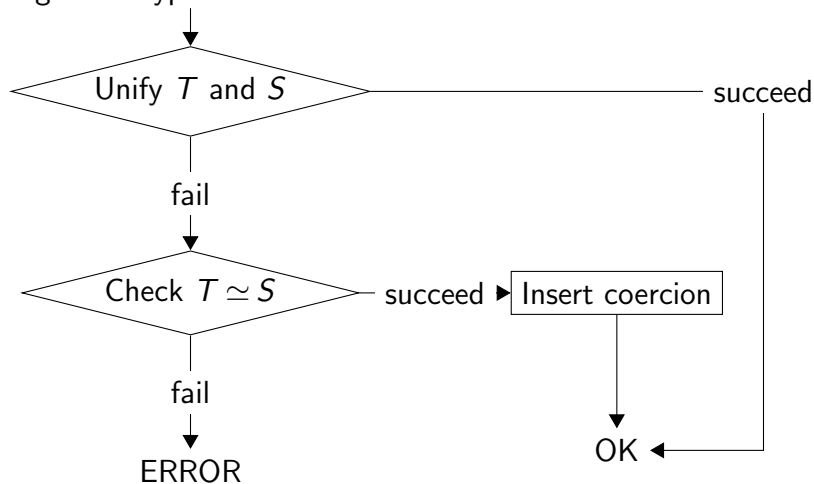 Unify T and S
succeed
fail
Check T ≃ S
succeed
Insert coercion
fail
OK
ERROR